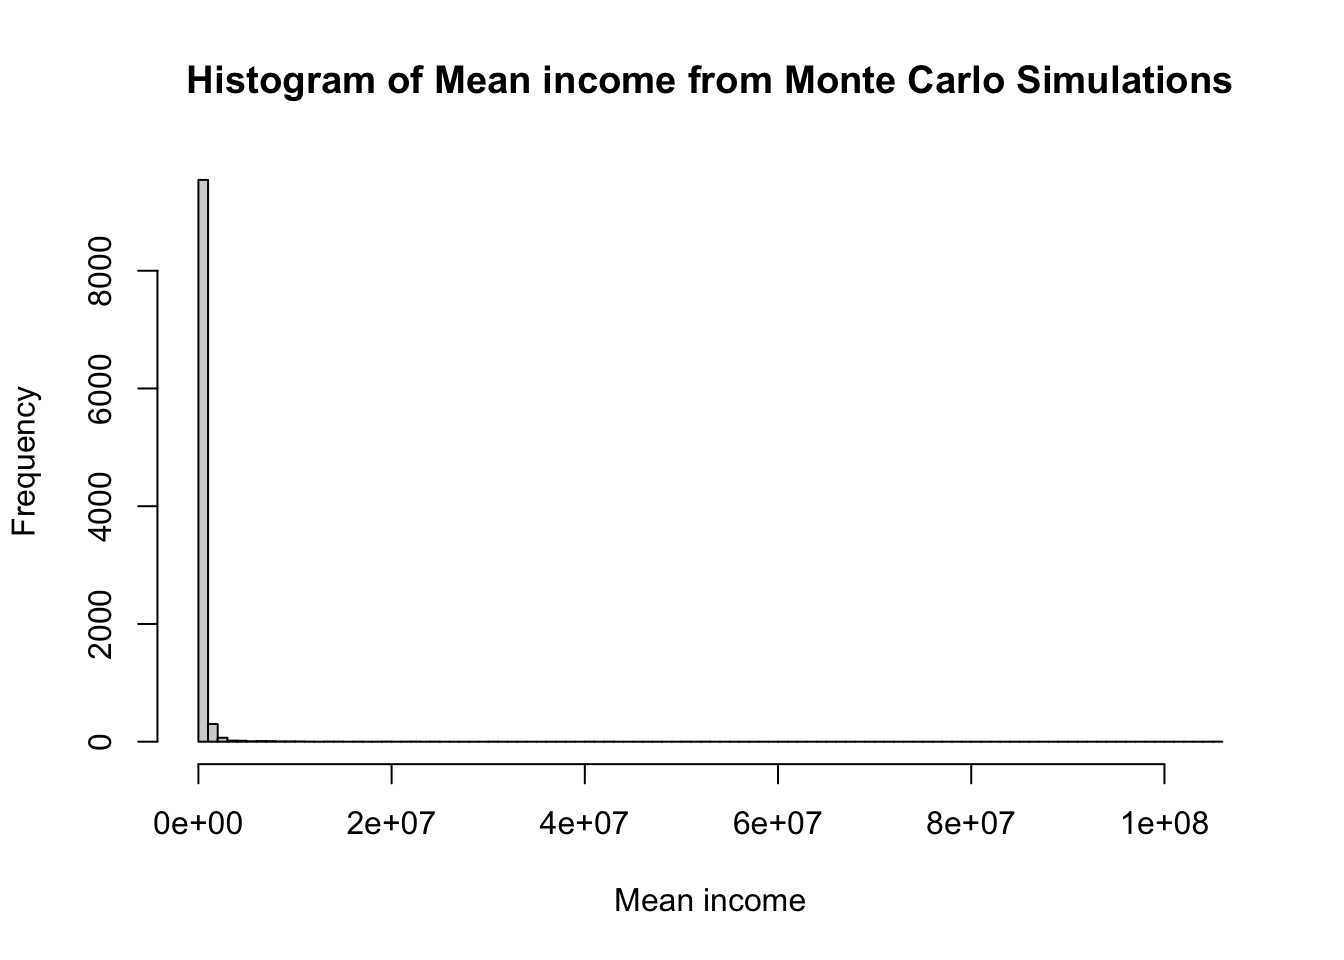 Histogram of Mean income from Monte Carlo Simulations
Frequency
8000
6000
4000
2000
0
0e+00 2e+07 4e+07 6e+07 8e+07 1e+08
Mean income